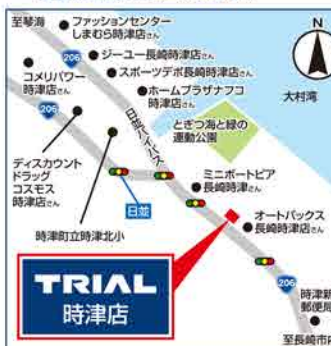 至琴海
ファッションセンター
しまむら時津店さん
206
ジーユー長崎時津店さん
コメリパワー
時津店さん
スポーツデポ長崎時津店さん
ホームプラザナフコ
時津店さん
N
大村湾
206
日並バイパス
とぎつ海と緑の
運動公園
ディスカウント
ドラッグ
コスモス
時津店さん
ミニボートピア
長崎時津さん
日並
オートバックス
長崎時津店さん
時津町立時津北小
TRIAL
時津店
206
時津新
郵便局
至長崎市内